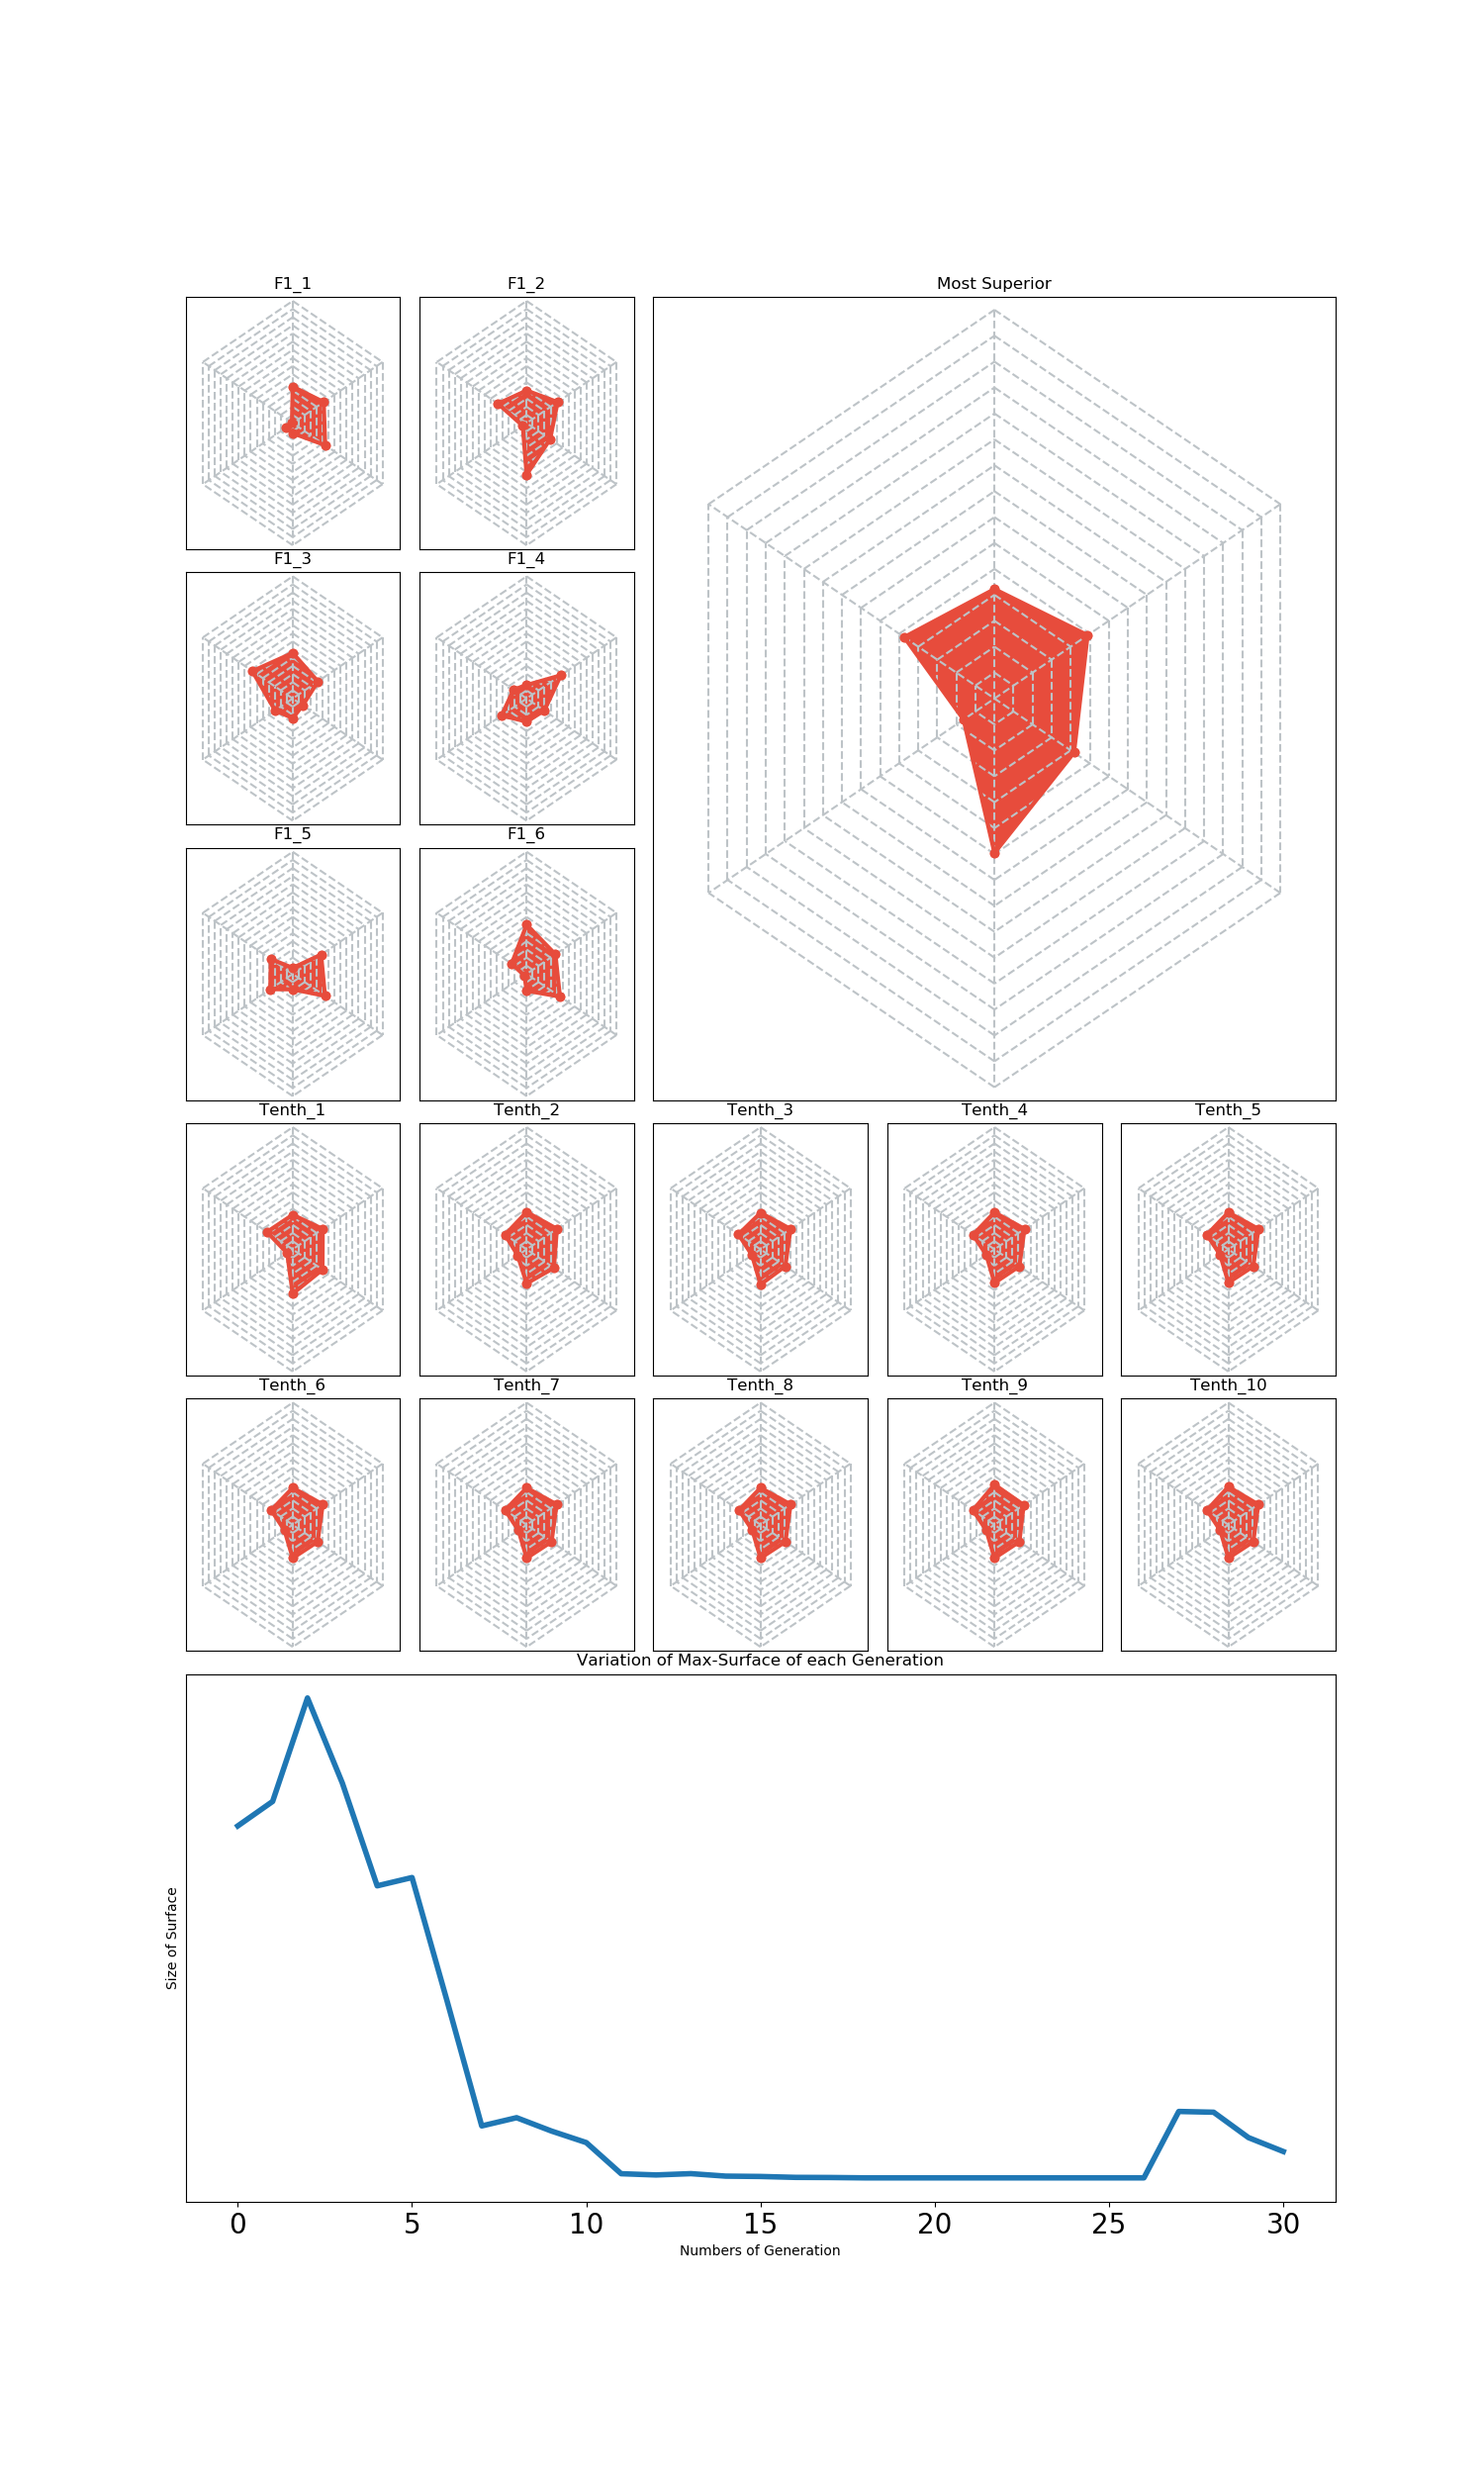 F1_1
F1_2
Most Superior
F1_3
F1_4
F1_5
F1_6
Tenth_1
Tenth_2
Tenth_3
Tenth_4
Tenth_5
Tenth_6
Tenth_7
Tenth_8
Tenth_9
Tenth_10
Variation of Max-Surface of each Generation
Size of Surface
0 5 10 15 20 25 30
Numbers of Generation